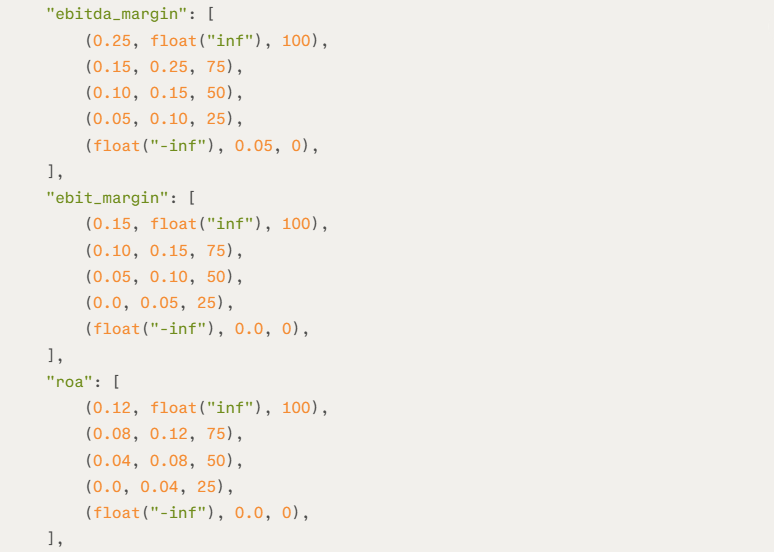 "ebitda_margin": [
    (0.25, float("inf"), 100),
    (0.15, 0.25, 75),
    (0.10, 0.15, 50),
    (0.05, 0.10, 25),
    (float("-inf"), 0.05, 0),
],
"ebit_margin": [
    (0.15, float("inf"), 100),
    (0.10, 0.15, 75),
    (0.05, 0.10, 50),
    (0.0, 0.05, 25),
    (float("-inf"), 0.0, 0),
],
"roa": [
    (0.12, float("inf"), 100),
    (0.08, 0.12, 75),
    (0.04, 0.08, 50),
    (0.0, 0.04, 25),
    (float("-inf"), 0.0, 0),
],